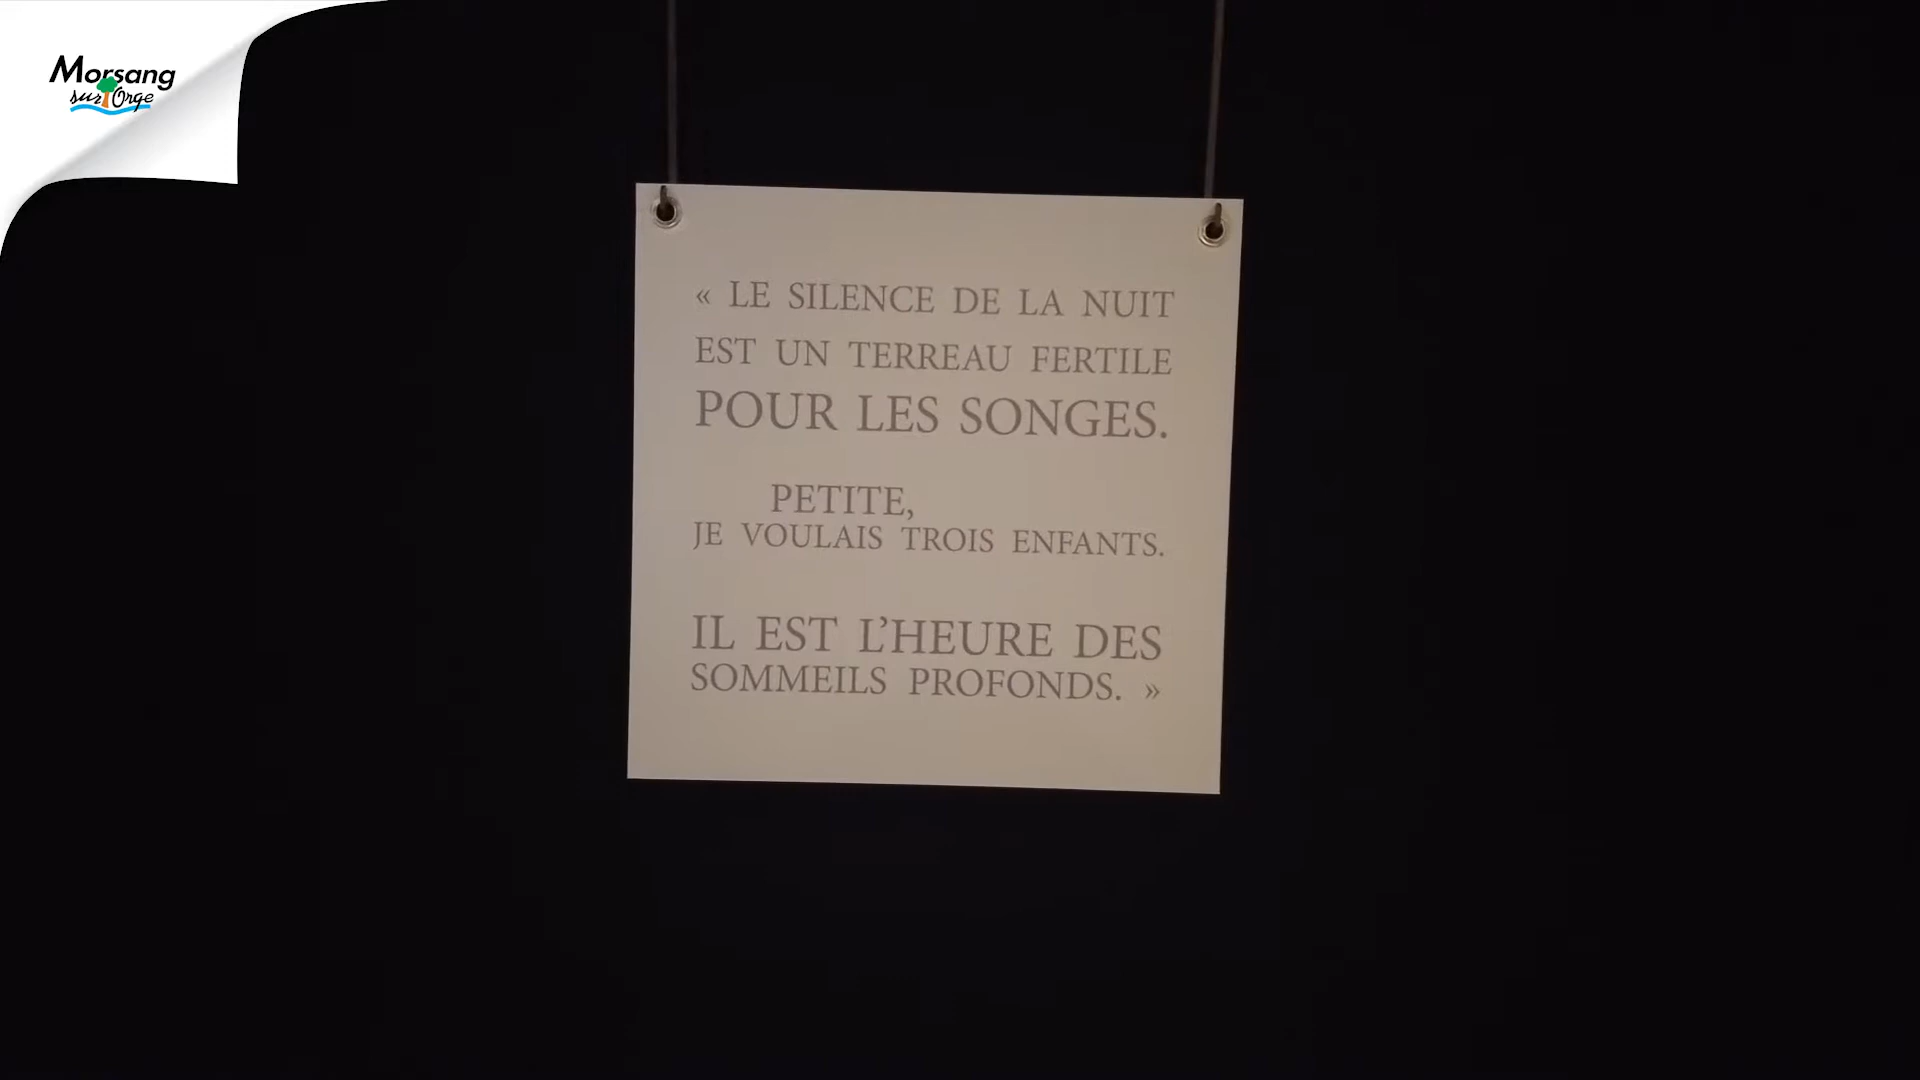 Morsang
sur Orge
« LE SILENCE DE LA NUIT
EST UN TERREAU FERTILE
POUR LES SONGES.
PETITE,
JE VOULAIS TROIS ENFANTS.
IL EST L’HEURE DES
SOMMEILS PROFONDS. »